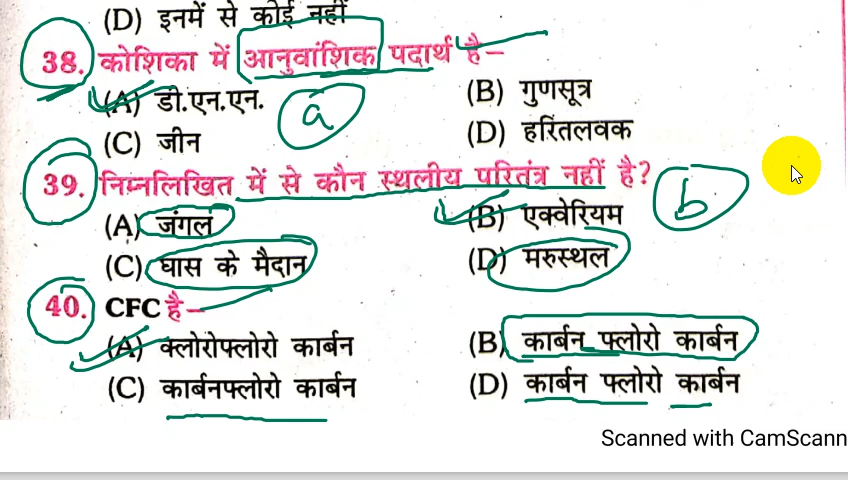 (D) इनमें से कोई नहीं
38. कोशिका में आनुवांशिक पदार्थ है–
(A) डी.एन.एन. (B) गुणसूत्र
a
(C) जीन (D) हरितलवक
39. निम्नलिखित में से कौन स्थलीय परितंत्र नहीं है?
b
(A) जंगल (B) एक्वेरियम
(C) घास के मैदान (D) मरुस्थल
40. CFC है–
(A) क्लोरोफ्लोरो कार्बन (B) कार्बन फ्लोरो कार्बन
(C) कार्बनफ्लोरो कार्बन (D) कार्बन फ्लोरो कार्बन
Scanned with CamScann